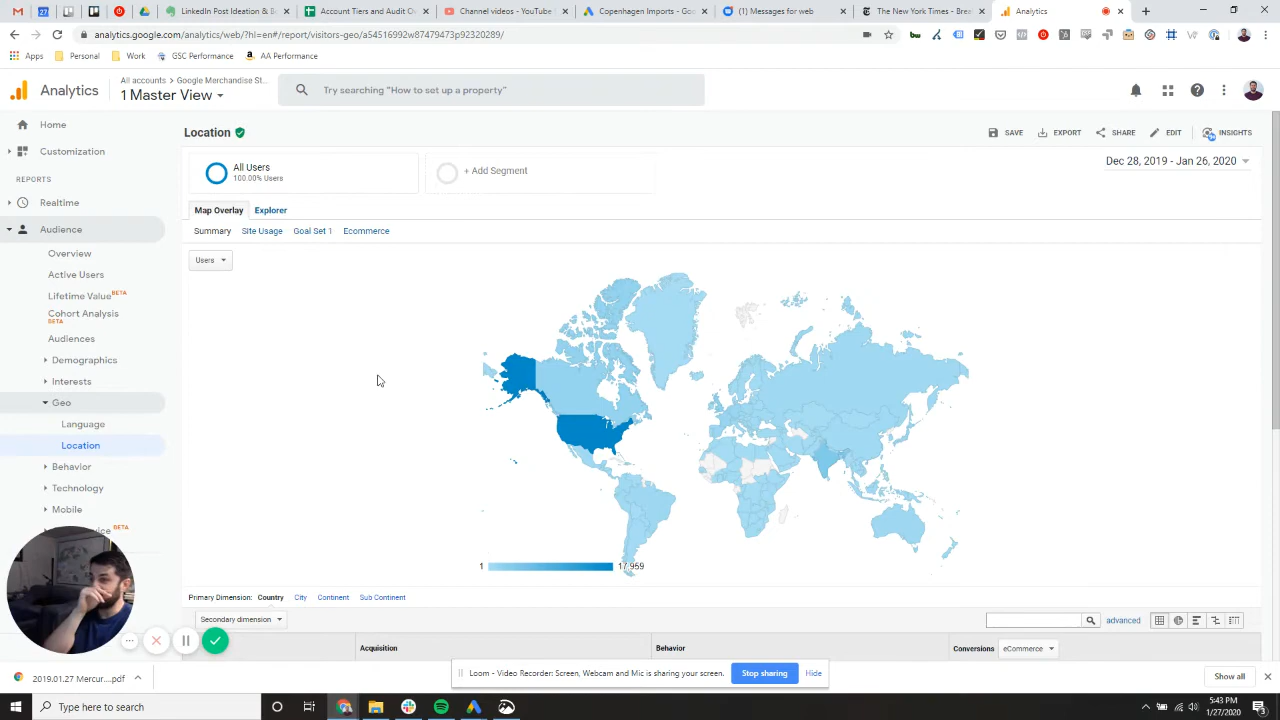 LinkedIn Post Ideation & S
Account Tiers and Audit Ov
Channel videos - YouTube
Copenhagen Imports - Goo
(1) Messages for web
The New York Times - Brea
Analytics
analytics.google.com/analytics/web/?hl=en#/report/visitors-geo/a54516992w87479473p92320289/
Apps
Personal
Work
GSC Performance
AA Performance
Analytics
All accounts > Google Merchandise St...
1 Master View
Try searching "How to set up a property"
Home
Customization
REPORTS
Realtime
Audience
Overview
Active Users
Lifetime Value BETA
Cohort Analysis
BETA
Audiences
Demographics
Interests
Geo
Language
Location
Behavior
Technology
Mobile
BETA
Location
SAVE
EXPORT
SHARE
EDIT
INSIGHTS
All Users
100.00% Users
+ Add Segment
Dec 28, 2019 - Jan 26, 2020
Map Overlay
Explorer
Summary
Site Usage
Goal Set 1
Ecommerce
Users
1
17,959
Primary Dimension:
Country
City
Continent
Sub Continent
Secondary dimension
advanced
Acquisition
Behavior
Conversions
eCommerce
Loom - Video Recorder: Screen, Webcam and Mic is sharing your screen.
Stop sharing
Hide
2019.01.27 Mercur....pdf
Show all
Type here to search
5:43 PM
1/27/2020